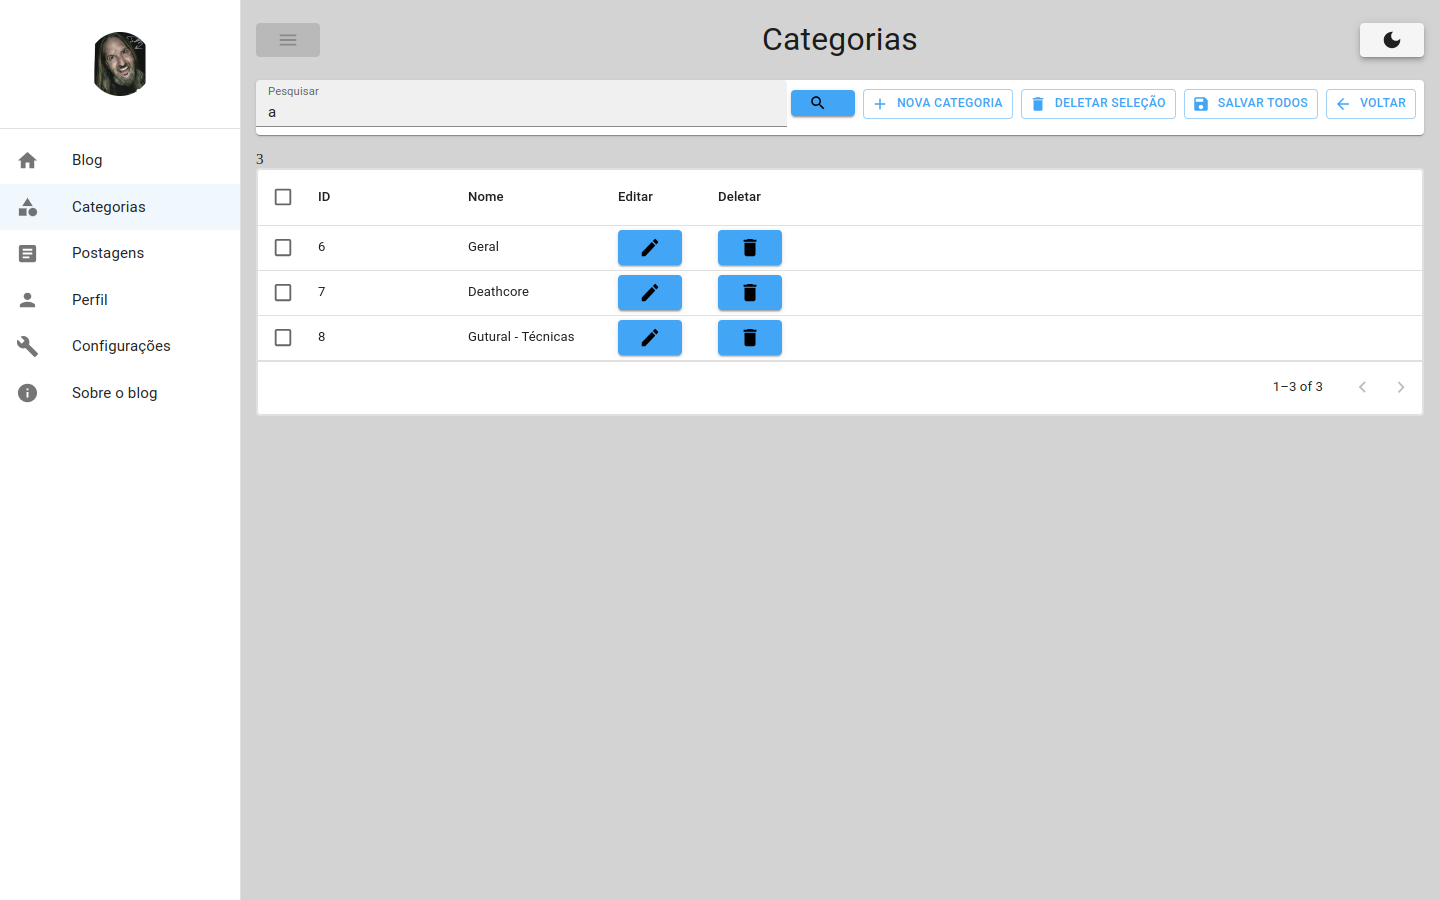 Categorias
Blog
Categorias
Postagens
Perfil
Configurações
Sobre o blog
Pesquisar
a
NOVA CATEGORIA
DELETAR SELEÇÃO
SALVAR TODOS
VOLTAR
3
ID Nome Editar Deletar
6 Geral
7 Deathcore
8 Gutural - Técnicas
1–3 of 3